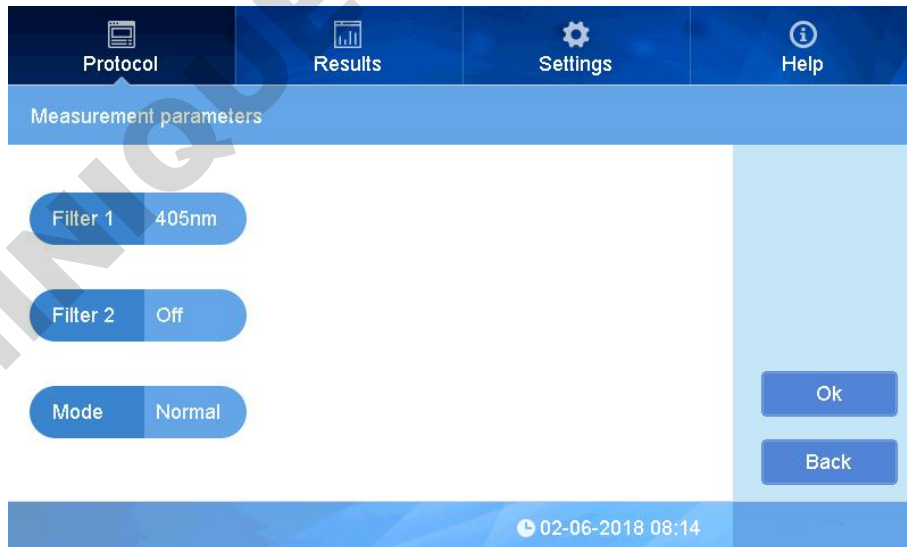 Protocol Results Settings Help
Measurement parameters
Filter 1 405nm
Filter 2 Off
Mode Normal
Ok
Back
02-06-2018 08:14
INIQUE